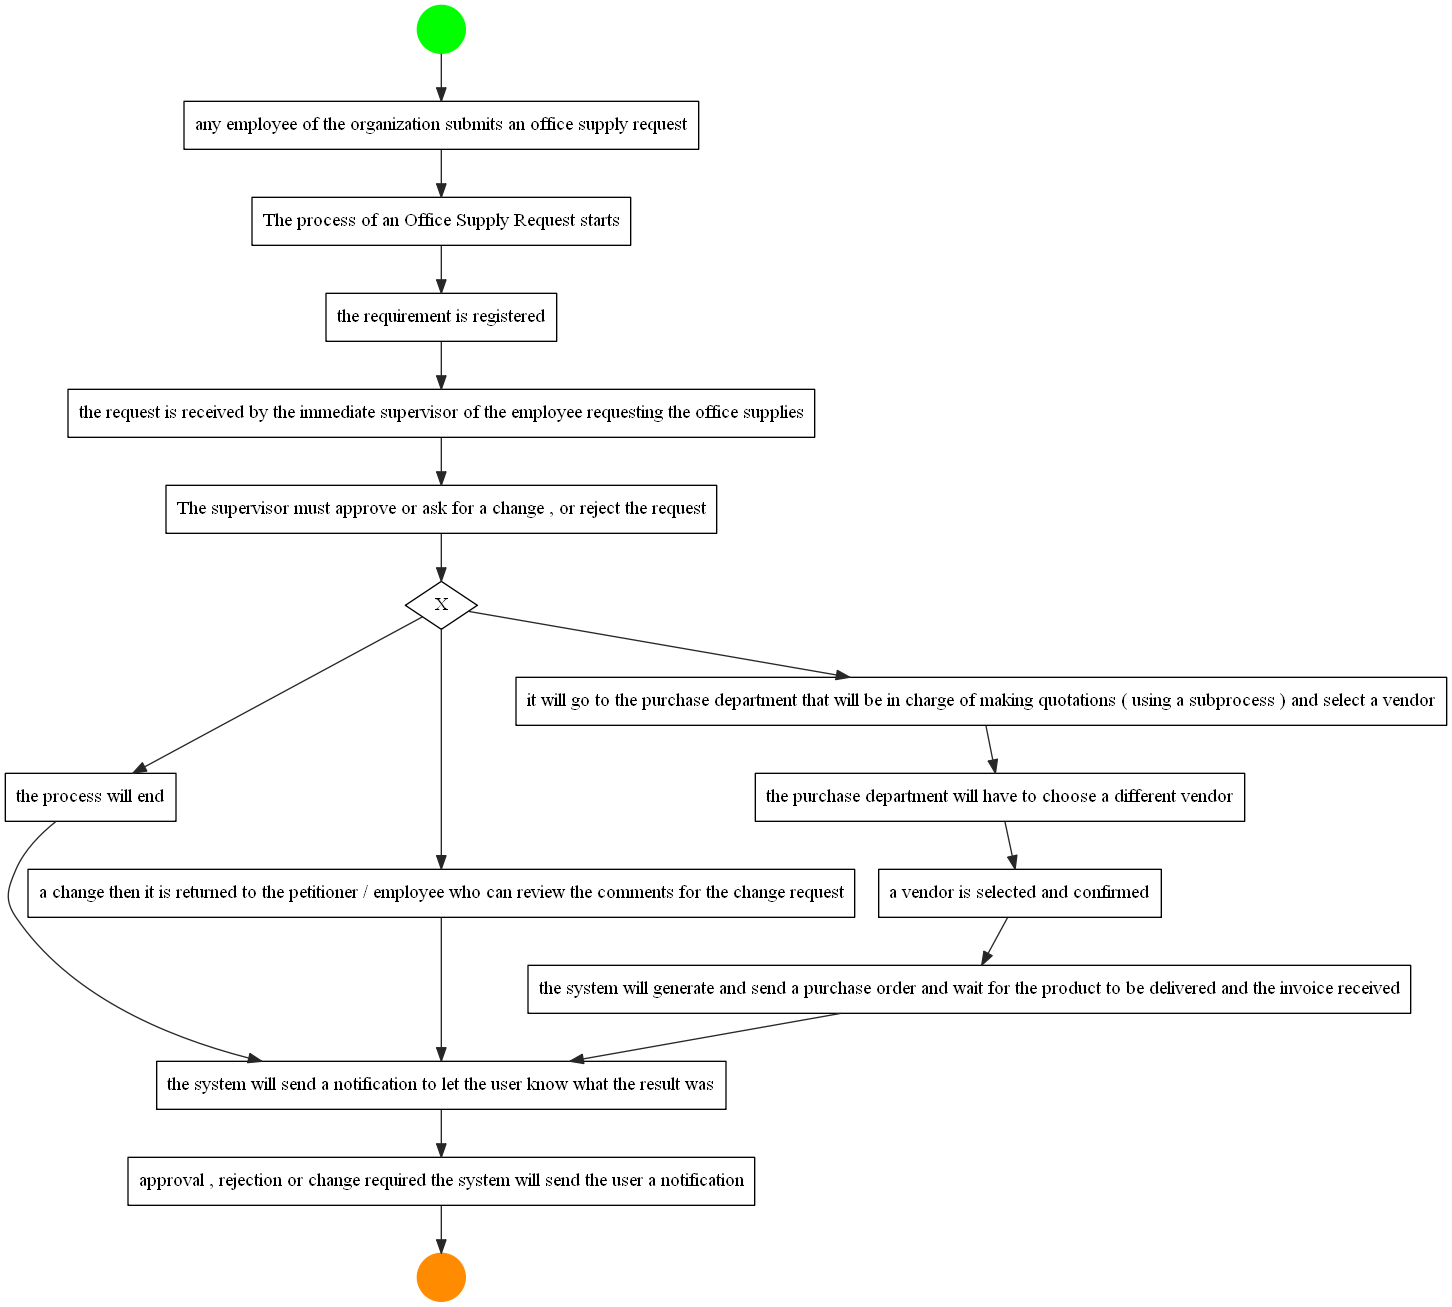 any employee of the organization submits an office supply request
The process of an Office Supply Request starts
the requirement is registered
the request is received by the immediate supervisor of the employee requesting the office supplies
The supervisor must approve or ask for a change , or reject the request
X
it will go to the purchase department that will be in charge of making quotations ( using a subprocess ) and select a vendor
the process will end
the purchase department will have to choose a different vendor
a change then it is returned to the petitioner / employee who can review the comments for the change request
a vendor is selected and confirmed
the system will generate and send a purchase order and wait for the product to be delivered and the invoice received
the system will send a notification to let the user know what the result was
approval , rejection or change required the system will send the user a notification